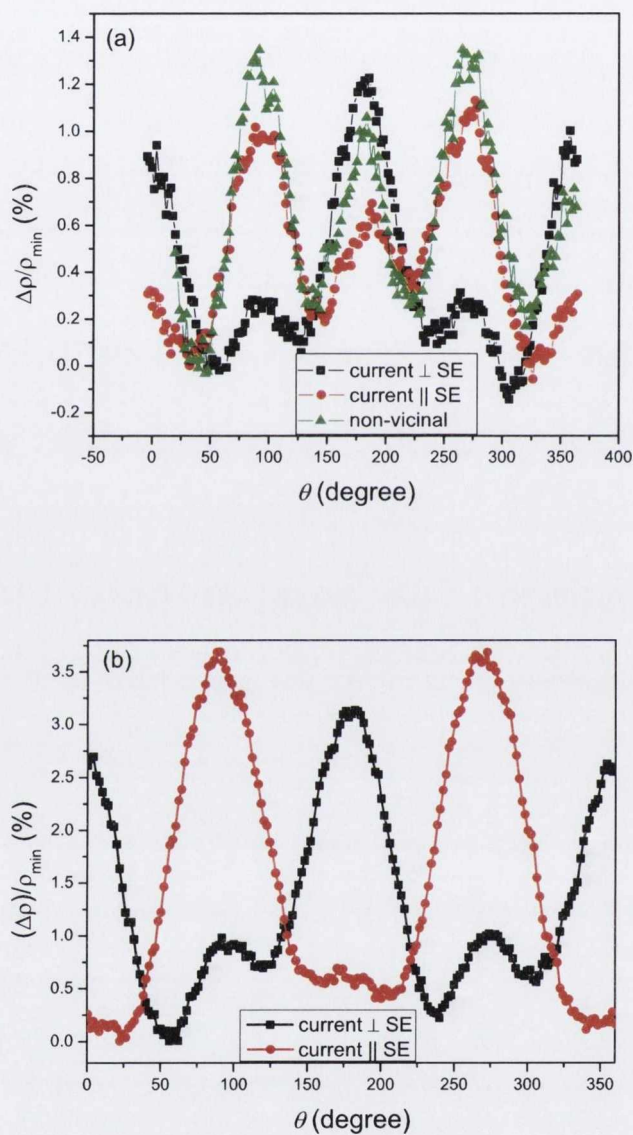 (a)
1.4
1.2
1.0
0.8
0.6
0.4
0.2
0.0
-0.2
Δρ/ρmin (%)
current ⊥ SE
current || SE
non-vicinal
-50 0 50 100 150 200 250 300 350 400
θ (degree)
(b)
3.5
3.0
2.5
2.0
1.5
1.0
0.5
0.0
(Δρ)/ρmin (%)
current ⊥ SE
current || SE
0 50 100 150 200 250 300 350
θ (degree)